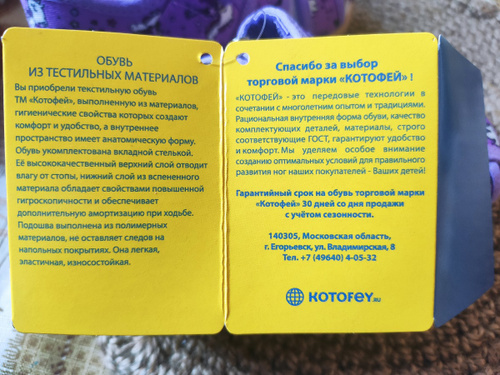 ОБУВЬ
ИЗ ТЕСТИЛЬНЫХ МАТЕРИАЛОВ
Вы приобрели текстильную обувь
ТМ «Котофей», выполненную из материалов,
гигиенические свойства которых создают
комфорт и удобство, а внутреннее
пространство имеет анатомическую форму.
Обувь укомплектована вкладной стелькой.
Её высококачественный верхний слой отводит
влагу от стопы, нижний слой из вспененного
материала обладает свойствами повышенной
гигроскопичности и обеспечивает
дополнительную амортизацию при ходьбе.
Подошва выполнена из полимерных
материалов, не оставляет следов на
напольных покрытиях. Она легкая,
эластичная, износостойкая.
Спасибо за выбор
торговой марки «КОТОФЕЙ» !
«КОТОФЕЙ» - это передовые технологии в
сочетании с многолетним опытом и традициями.
Рациональная внутренняя форма обуви, качество
комплектующих деталей, материалы, строго
соответствующие ГОСТ, гарантируют удобство
и комфорт. Мы уделяем особое внимание
созданию оптимальных условий для правильного
развития ног наших покупателей - Ваших детей!
Гарантийный срок на обувь торговой марки
«Котофей» 30 дней со дня продажи
с учётом сезонности.
140305, Московская область,
г. Егорьевск, ул. Владимирская, 8
Тел. +7 (49640) 4-05-32
KOTOFEY.RU